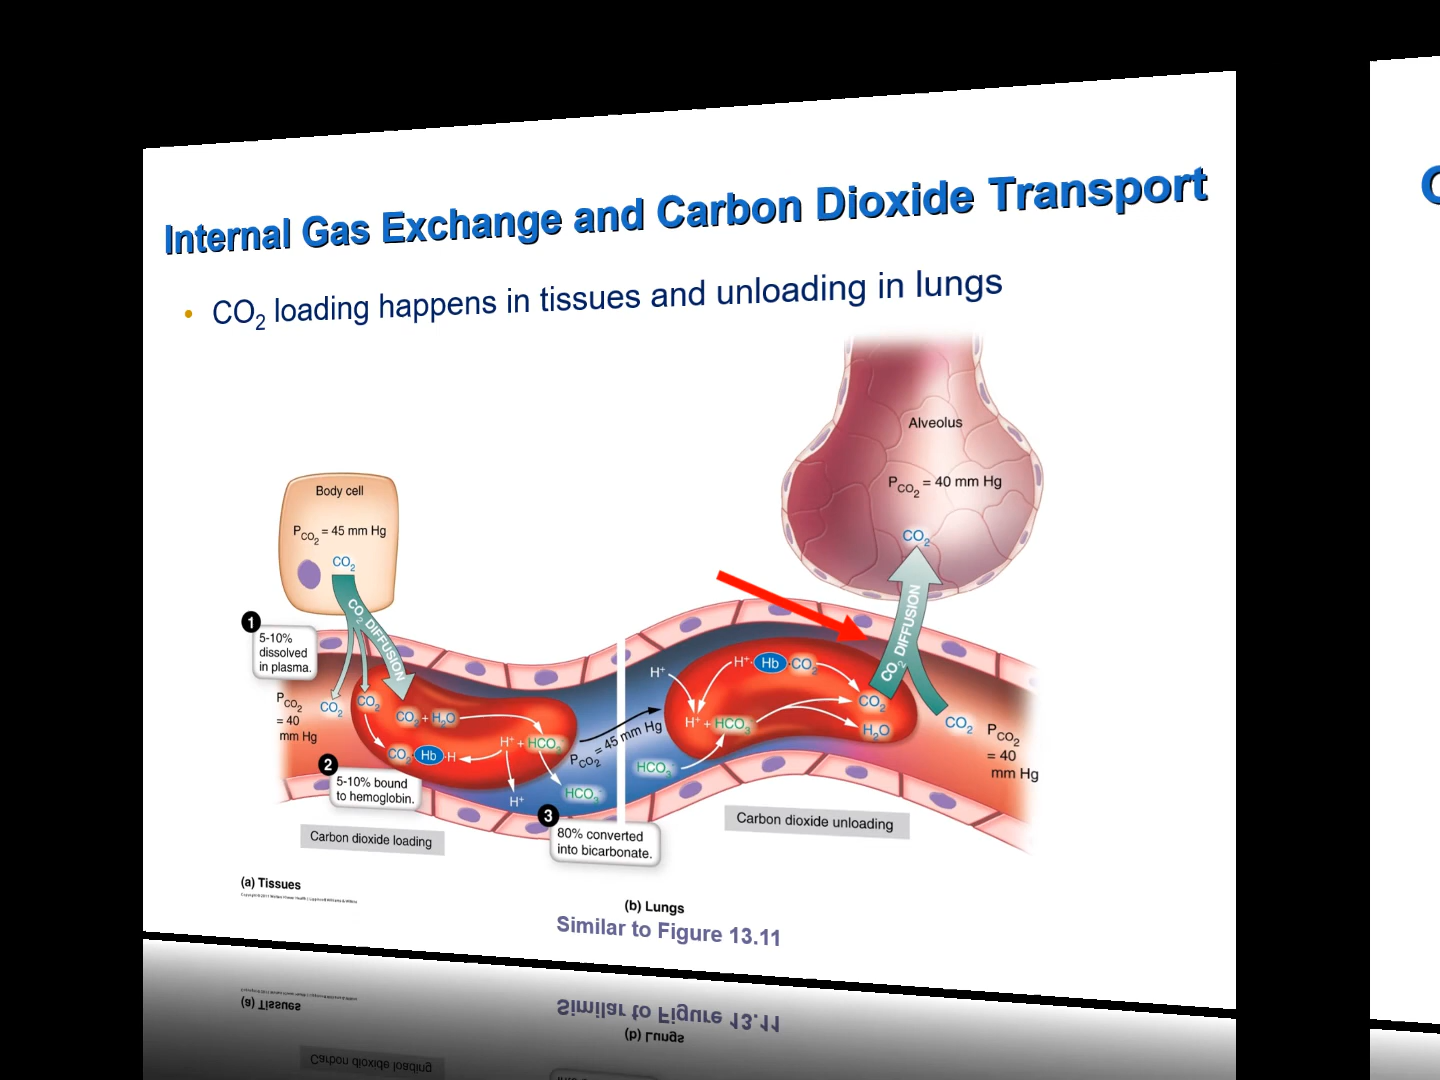 Internal Gas Exchange and Carbon Dioxide Transport
• CO2 loading happens in tissues and unloading in lungs
Alveolus
PCO2 = 40 mm Hg
CO2
Body cell
PCO2 = 45 mm Hg
CO2
CO2 DIFFUSION
CO2 DIFFUSION
1
5-10%
dissolved
in plasma.
PCO2
= 40
mm Hg
CO2
CO2
CO2 + H2O
H+ + HCO3-
CO2 Hb H
H+
HCO3-
2
5-10% bound
to hemoglobin.
3
80% converted
into bicarbonate.
PCO2 = 45 mm Hg
H+
H+ Hb CO2
H+ + HCO3-
HCO3-
CO2
H2O
CO2
PCO2
= 40
mm Hg
Carbon dioxide loading
Carbon dioxide unloading
(a) Tissues
(b) Lungs
Similar to Figure 13.11
C